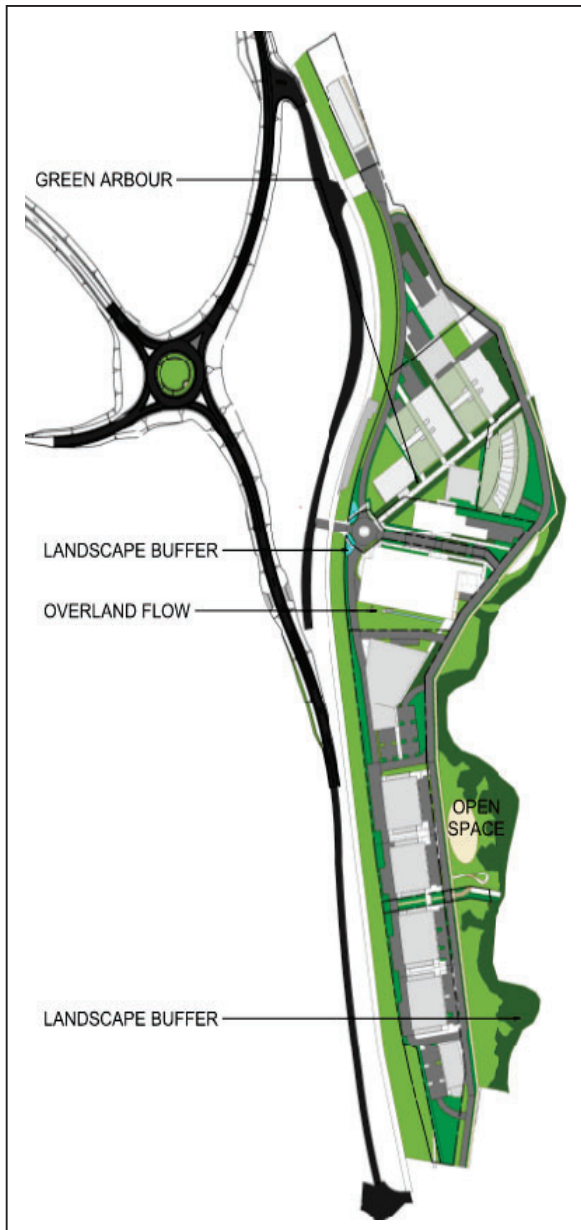 GREEN ARBOUR
LANDSCAPE BUFFER
OVERLAND FLOW
OPEN
SPACE
LANDSCAPE BUFFER